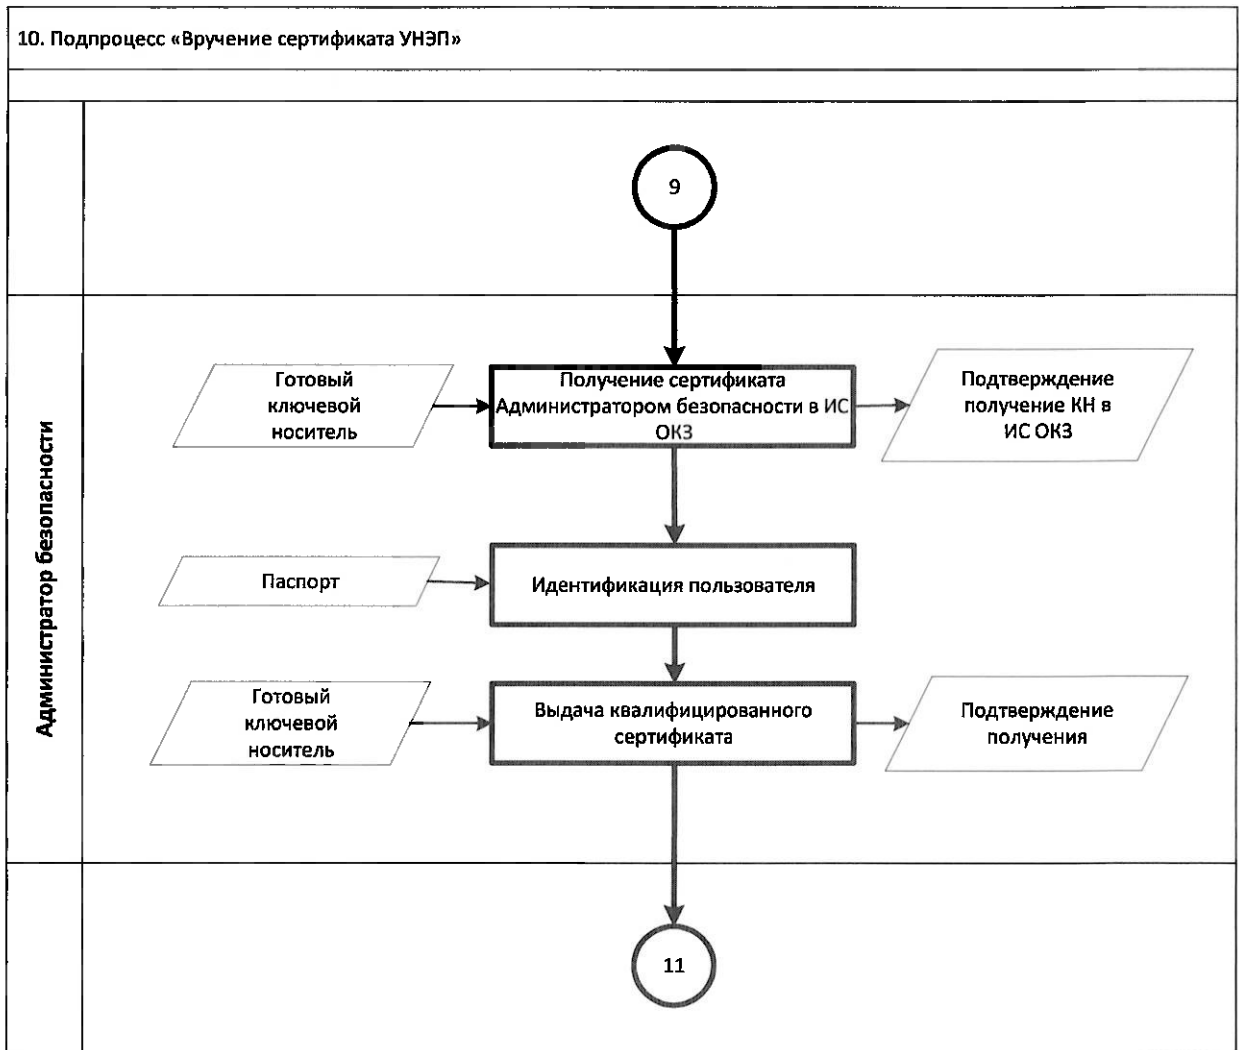 10. Подпроцесс «Вручение сертификата УНЭП»
9
Готовый
ключевой
носитель
Получение сертификата
Администратором безопасности в ИС
ОКЗ
Подтверждение
получение КН в
ИС ОКЗ
Администратор безопасности
Паспорт
Идентификация пользователя
Готовый
ключевой
носитель
Выдача квалифицированного
сертификата
Подтверждение
получения
11